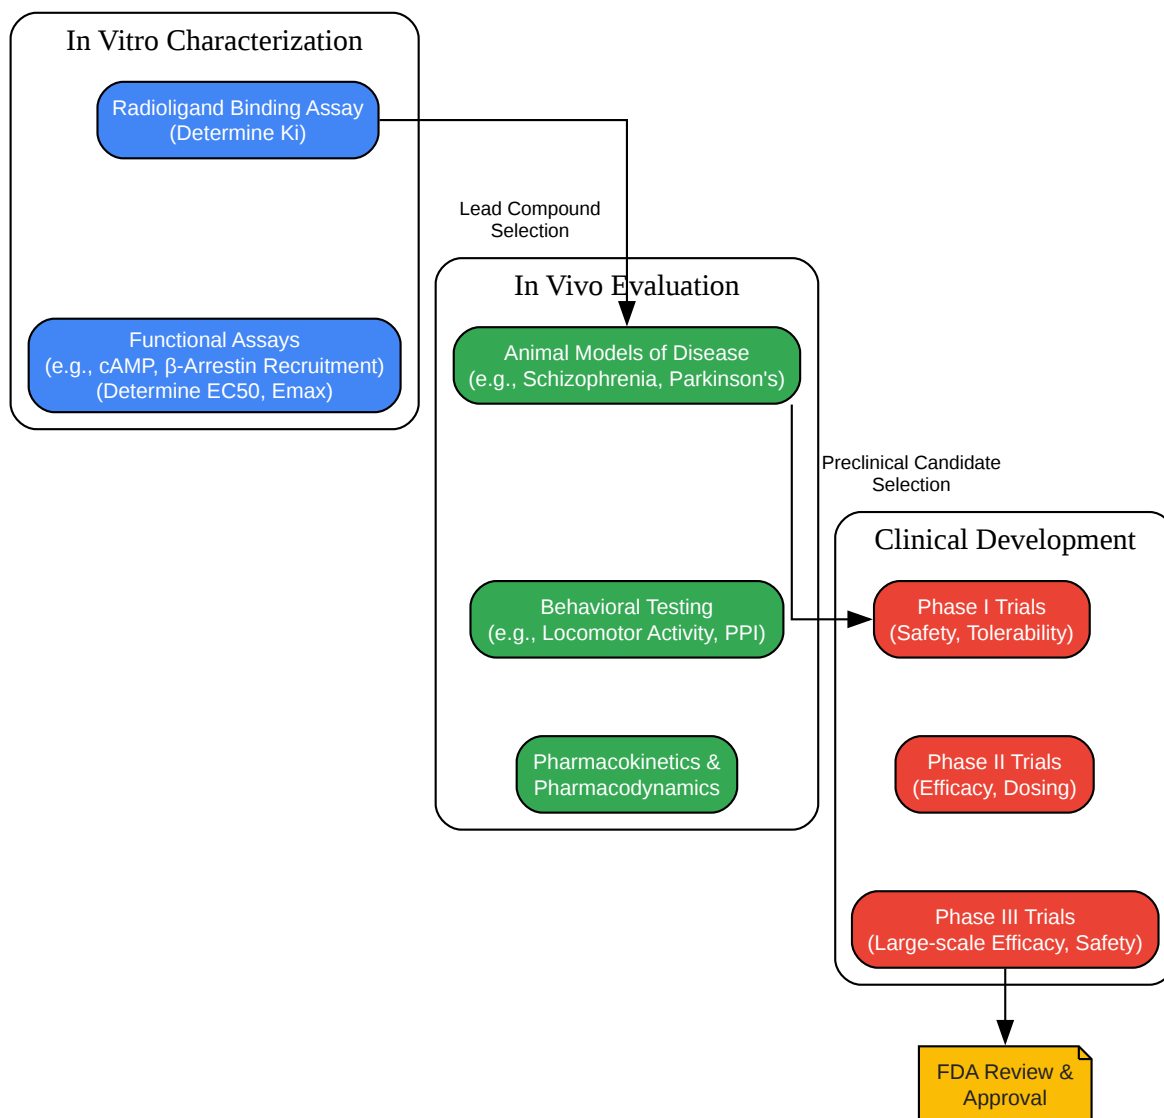 In Vitro Characterization
Radioligand Binding Assay
(Determine Ki)
Lead Compound
Selection
In Vivo Evaluation
Functional Assays
(e.g., cAMP, β-Arrestin Recruitment)
(Determine EC50, Emax)
Animal Models of Disease
(e.g., Schizophrenia, Parkinson's)
Preclinical Candidate
Selection
Clinical Development
Behavioral Testing
(e.g., Locomotor Activity, PPI)
Phase I Trials
(Safety, Tolerability)
Pharmacokinetics &
Pharmacodynamics
Phase II Trials
(Efficacy, Dosing)
Phase III Trials
(Large-scale Efficacy, Safety)
FDA Review &
Approval